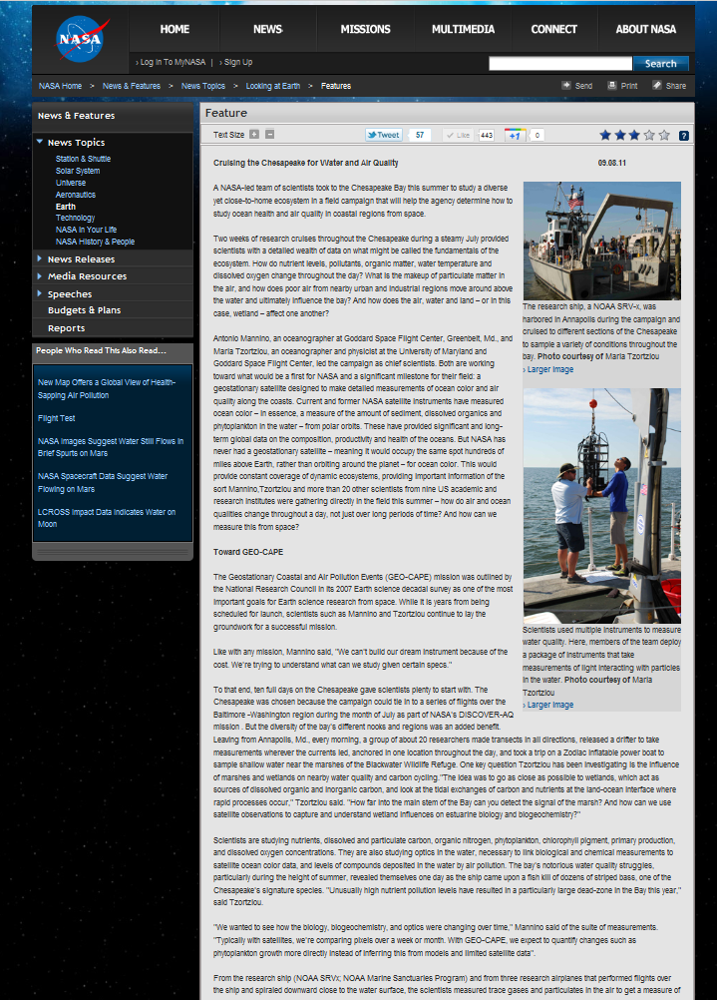 NASA
HOME
NEWS
MISSIONS
MULTIMEDIA
CONNECT
ABOUT NASA
› Log In To MyNASA | › Sign Up
Search
NASA Home > News & Features > News Topics > Looking at Earth > Features
Send
Print
Share
News & Features
News Topics
Station & Shuttle
Solar System
Universe
Aeronautics
Earth
Technology
NASA in Your Life
NASA History & People
News Releases
Media Resources
Speeches
Budgets & Plans
Reports
People Who Read This Also Read...
New Map Offers a Global View of Health-
Sapping Air Pollution
Flight Test
NASA Images Suggest Water Still Flows in
Brief Spurts on Mars
NASA Spacecraft Data Suggest Water
Flowing on Mars
LCROSS Impact Data Indicates Water on
Moon
Feature
Text Size + -
Tweet 57
Like 443
+1 0
?
Cruising the Chesapeake for Water and Air Quality
09.08.11
A NASA-led team of scientists took to the Chesapeake Bay this summer to study a diverse
yet close-to-home ecosystem in a field campaign that will help the agency determine how to
study ocean health and air quality in coastal regions from space.
Two weeks of research cruises throughout the Chesapeake during a steamy July provided
scientists with a detailed wealth of data on what might be called the fundamentals of the
ecosystem. How do nutrient levels, pollutants, organic matter, water temperature and
dissolved oxygen change throughout the day? What is the makeup of particulate matter in
the air, and how does poor air from nearby urban and industrial regions move around above
the water and ultimately influence the bay? And how does the air, water and land – or in this
case, wetland – affect one another?
Antonio Mannino, an oceanographer at Goddard Space Flight Center, Greenbelt, Md., and
Maria Tzortziou, an oceanographer and physicist at the University of Maryland and
Goddard Space Flight Center, led the campaign as chief scientists. Both are working
toward what would be a first for NASA and a significant milestone for their field: a
geostationary satellite designed to make detailed measurements of ocean color and air
quality along the coasts. Current and former NASA satellite instruments have measured
ocean color – in essence, a measure of the amount of sediment, dissolved organics and
phytoplankton in the water – from polar orbits. These have provided significant and long-
term global data on the composition, productivity and health of the oceans. But NASA has
never had a geostationary satellite – meaning it would occupy the same spot hundreds of
miles above Earth, rather than orbiting around the planet – for ocean color. This would
provide constant coverage of dynamic ecosystems, providing important information of the
sort Mannino,Tzortziou and more than 20 other scientists from nine US academic and
research institutes were gathering directly in the field this summer – how do air and ocean
qualities change throughout a day, not just over long periods of time? And how can we
measure this from space?
Toward GEO-CAPE
The Geostationary Coastal and Air Pollution Events (GEO-CAPE) mission was outlined by
the National Research Council in its 2007 Earth science decadal survey as one of the most
important goals for Earth science research from space. While it is years from being
scheduled for launch, scientists such as Mannino and Tzortziou continue to lay the
groundwork for a successful mission.
Like with any mission, Mannino said, "We can't build our dream instrument because of the
cost. We're trying to understand what can we study given certain specs."
To that end, ten full days on the Chesapeake gave scientists plenty to start with. The
Chesapeake was chosen because the campaign could tie in to a series of flights over the
Baltimore -Washington region during the month of July as part of NASA's DISCOVER-AQ
mission . But the diversity of the bay's different nooks and regions was an added benefit.
Leaving from Annapolis, Md., every morning, a group of about 20 researchers made transects in all directions, released a drifter to take
measurements wherever the currents led, anchored in one location throughout the day, and took a trip on a Zodiac inflatable power boat to
sample shallow water near the marshes of the Blackwater Wildlife Refuge. One key question Tzortziou has been investigating is the influence
of marshes and wetlands on nearby water quality and carbon cycling."The idea was to go as close as possible to wetlands, which act as
sources of dissolved organic and inorganic carbon, and look at the tidal exchanges of carbon and nutrients at the land-ocean interface where
rapid processes occur," Tzortziou said. "How far into the main stem of the Bay can you detect the signal of the marsh? And how can we use
satellite observations to capture and understand wetland influences on estuarine biology and biogeochemistry?"
Scientists are studying nutrients, dissolved and particulate carbon, organic nitrogen, phytoplankton, chlorophyll pigment, primary production,
and dissolved oxygen concentrations. They are also studying optics in the water, necessary to link biological and chemical measurements to
satellite ocean color data, and levels of compounds deposited in the water by air pollution. The bay's notorious water quality struggles,
particularly during the height of summer, revealed themselves one day as the ship came upon a fish kill of dozens of striped bass, one of the
Chesapeake's signature species. "Unusually high nutrient pollution levels have resulted in a particularly large dead-zone in the Bay this year,"
said Tzortziou.
"We wanted to see how the biology, biogeochemistry, and optics were changing over time," Mannino said of the suite of measurements.
"Typically with satellites, we're comparing pixels over a week or month. With GEO-CAPE, we expect to quantify changes such as
phytoplankton growth more directly instead of inferring this from models and limited satellite data".
From the research ship (NOAA SRVx; NOAA Marine Sanctuaries Program) and from three research airplanes that performed flights over
the ship and spiraled downward close to the water surface, the scientists measured trace gases and particulates in the air to get a measure of
The research ship, a NOAA SRV-x, was
harbored in Annapolis during the campaign and
cruised to different sections of the Chesapeake
to sample a variety of conditions throughout the
bay. Photo courtesy of Maria Tzortziou
› Larger image
Scientists used multiple instruments to measure
water quality. Here, members of the team deploy
a package of instruments that take
measurements of light interacting with particles
in the water. Photo courtesy of Maria
Tzortziou
› Larger image